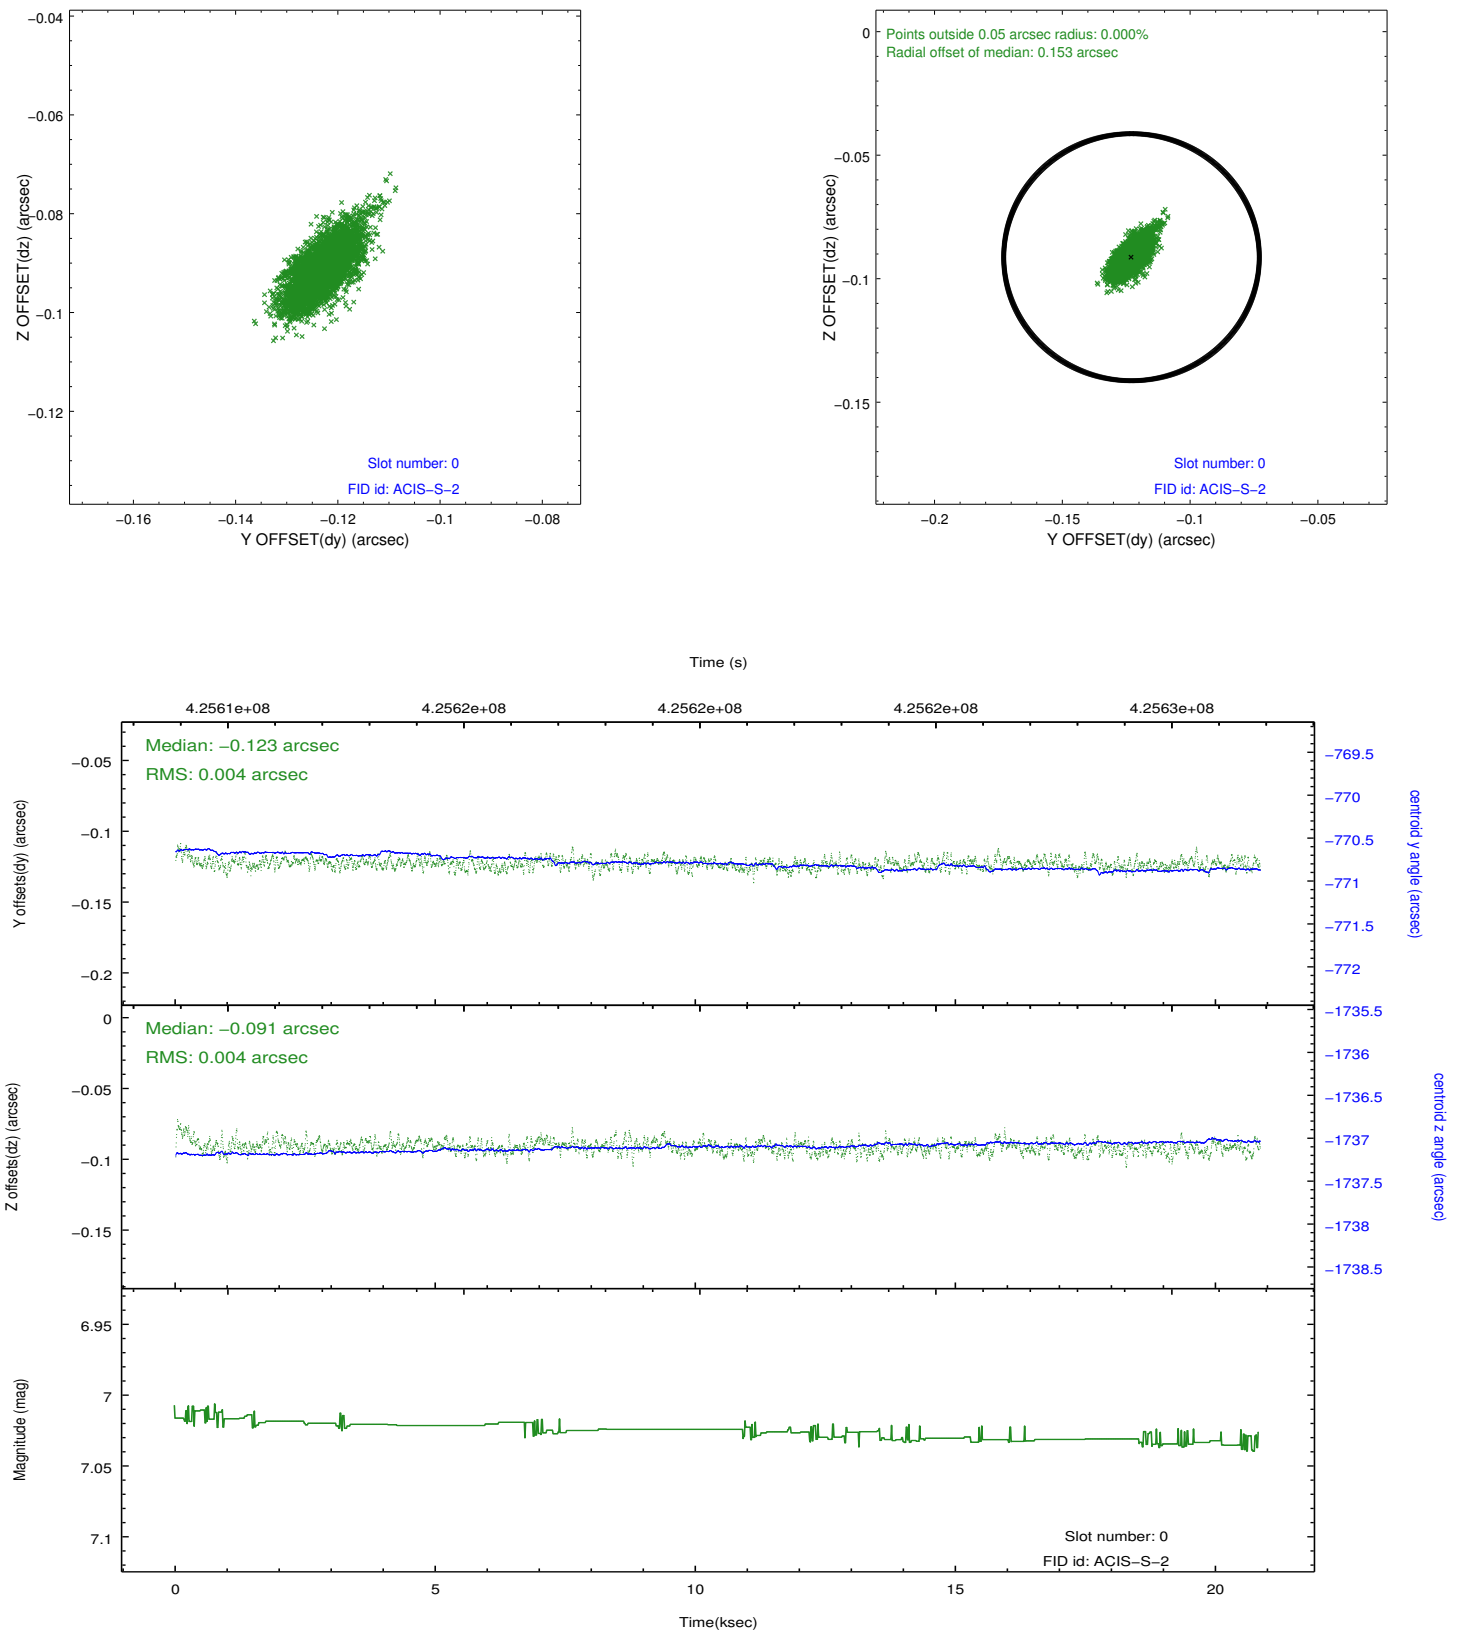 −0.04
−0.06
−0.08
−0.1
−0.12
Z OFFSET(dz) (arcsec)
Slot number: 0
FID id: ACIS−S−2
−0.16 −0.14 −0.12 −0.1 −0.08
Y OFFSET(dy) (arcsec)
Points outside 0.05 arcsec radius: 0.000%
Radial offset of median: 0.153 arcsec
0
−0.05
−0.1
−0.15
Z OFFSET(dz) (arcsec)
Slot number: 0
FID id: ACIS−S−2
−0.2 −0.15 −0.1 −0.05
Y OFFSET(dy) (arcsec)
Time (s)
4.2561e+08 4.2562e+08 4.2562e+08 4.2562e+08 4.2563e+08
Median: −0.123 arcsec
RMS: 0.004 arcsec
−0.05
−0.1
−0.15
−0.2
Y offsets(dy) (arcsec)
−769.5
−770
−770.5
−771
−771.5
−772
centroid y angle (arcsec)
Median: −0.091 arcsec
RMS: 0.004 arcsec
0
−0.05
−0.1
−0.15
Z offsets(dz) (arcsec)
−1735.5
−1736
−1736.5
−1737
−1737.5
−1738
−1738.5
centroid z angle (arcsec)
6.95
7
7.05
7.1
Magnitude (mag)
Slot number: 0
FID id: ACIS−S−2
0 5 10 15 20
Time(ksec)